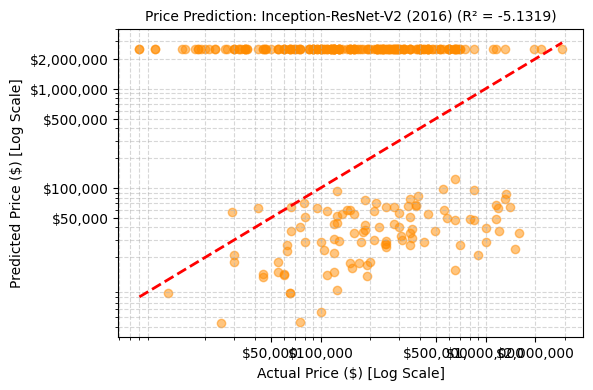 Price Prediction: Inception-ResNet-V2 (2016) (R² = -5.1319)
Predicted Price ($) [Log Scale]
$2,000,000
$1,000,000
$500,000
$100,000
$50,000
$50,000 $100,000 $500,000 $1,000,000 $2,000,000
Actual Price ($) [Log Scale]